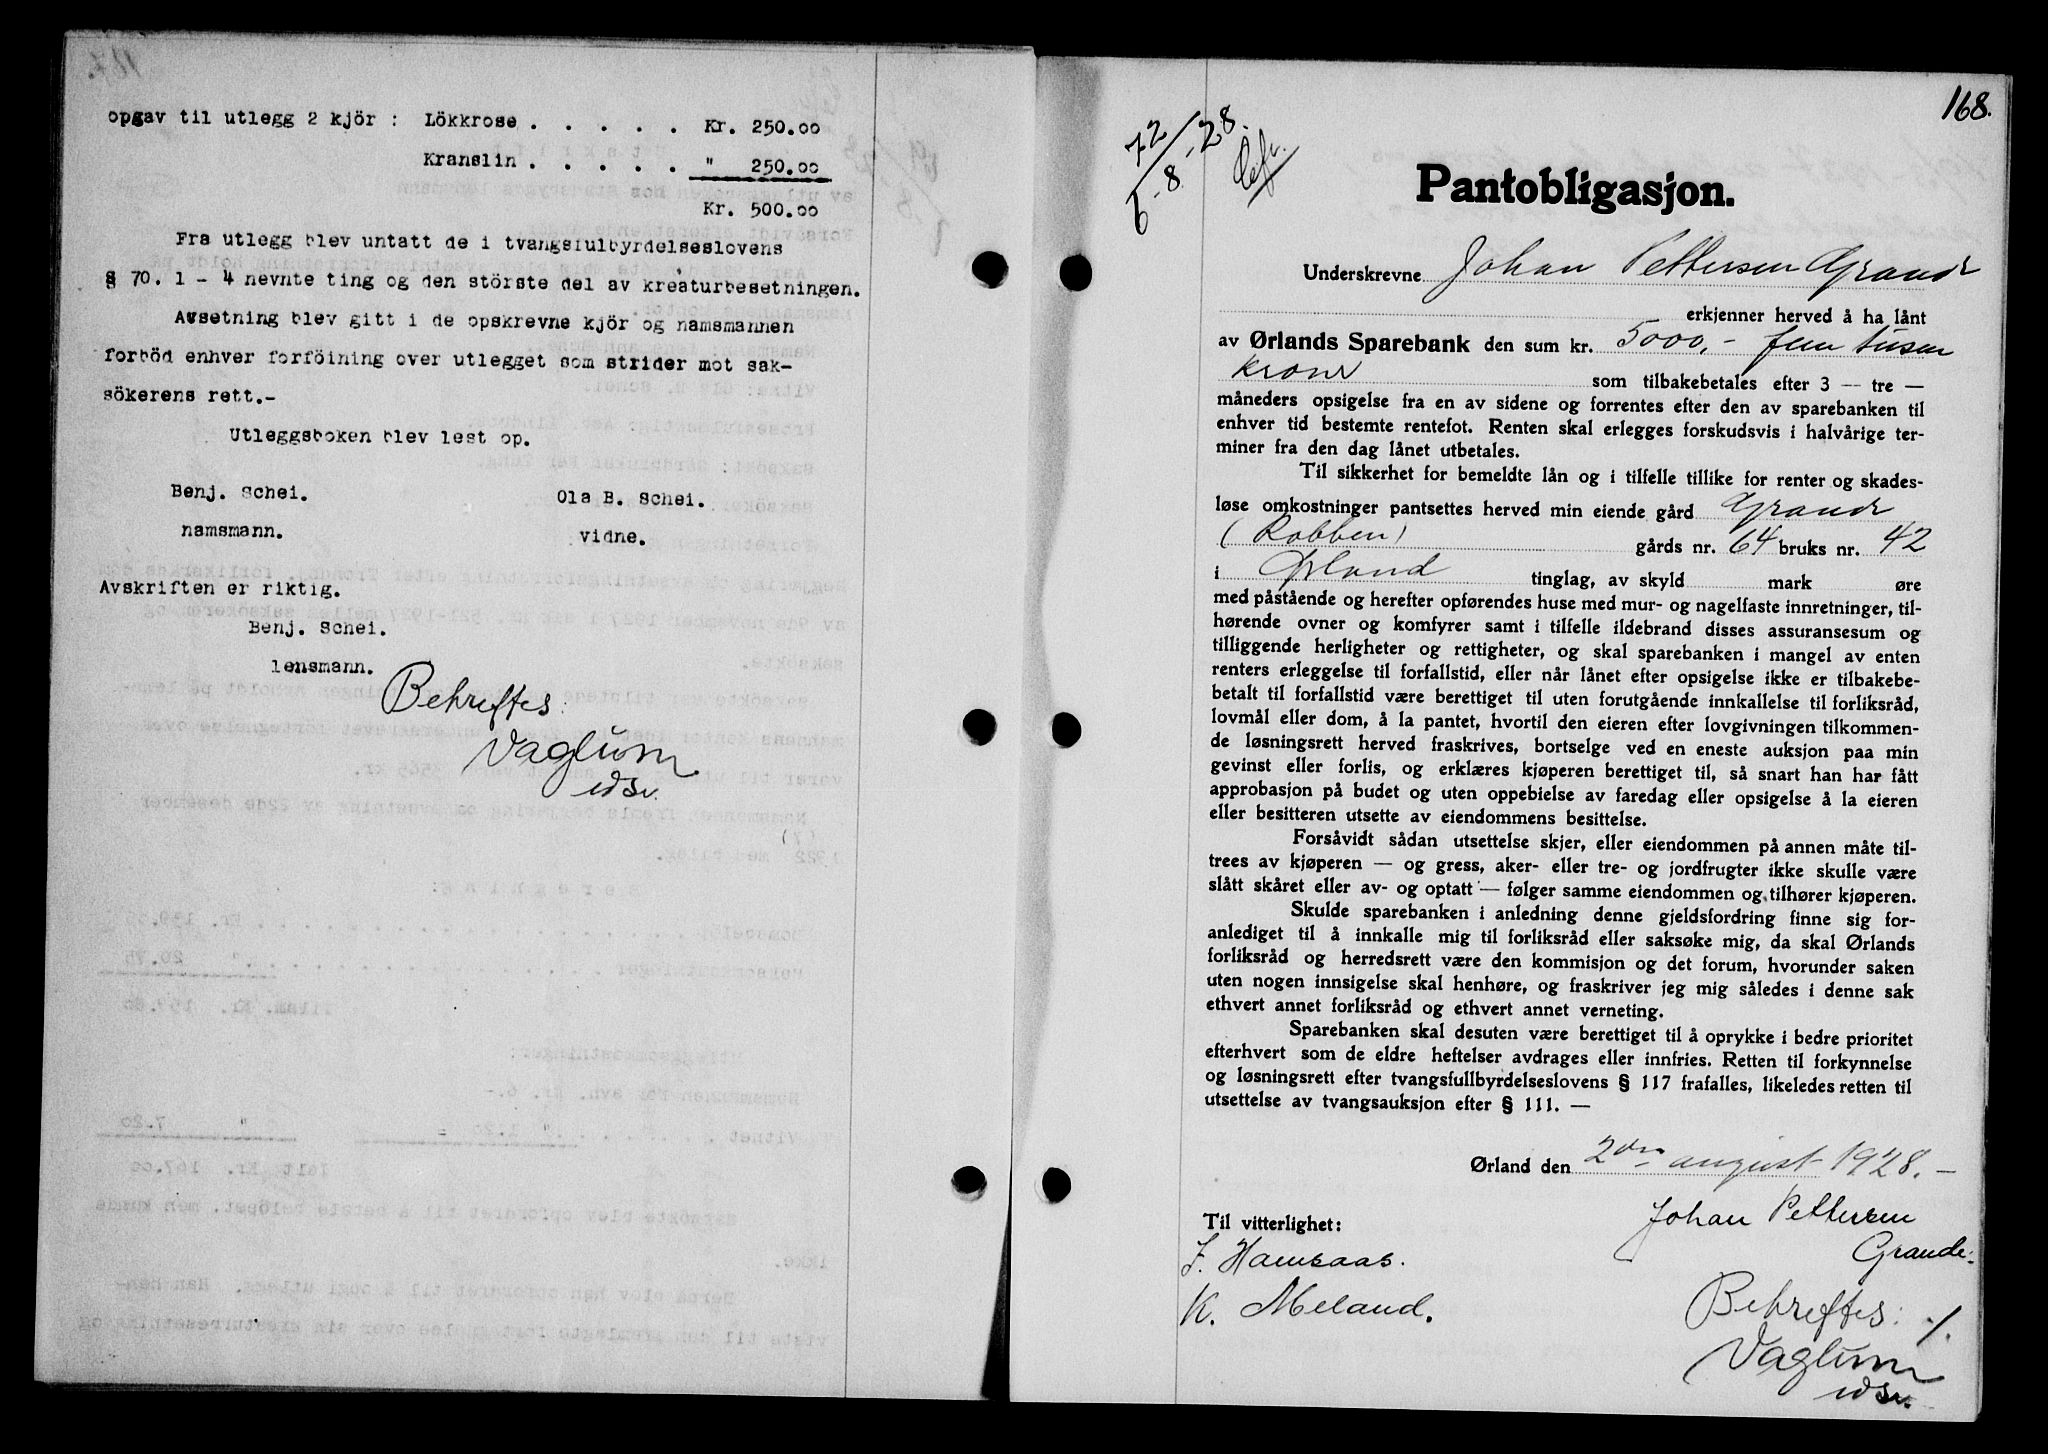 opgav til utlegg 2 kjör : Lökkrose . . . . . Kr. 250.00
Kranslin . . . . . " 250.00
Kr. 500.00
Fra utlegg blev untatt de i tvangsfulbyrdelseslovens
§ 70. 1 - 4 nevnte ting og den störste del av kreaturbesetningen.
Avsetning blev gitt i de opskrevne kjör og namsmannen
forböd enhver forföining over utlegget som strider mot sak-
sökerens rett.-
Utleggsboken blev lest op.
Benj. Schei. Ola B. Schei.
namsmann. vidne.
Avskriften er riktig.
Benj. Schei.
lensmann.
Bekreftes:
Vaglum
168.
72/6-8-28.
Pantobligasjon.
Underskrevne Johan Pettersen Grande
erkjenner herved å ha lånt
av Ørlands Sparebank den sum kr. 5000,- fem tusen
kroner som tilbakebetales efter 3 — tre —
måneders opsigelse fra en av sidene og forrentes efter den av sparebanken til
enhver tid bestemte rentefot. Renten skal erlegges forskudsvis i halvårige ter-
miner fra den dag lånet utbetales.
Til sikkerhet for bemeldte lån og i tilfelle tillike for renter og skades-
løse omkostninger pantsettes herved min eiende gård Grande
(Robben) gårds nr. 64 bruks nr. 42
i Ørland tinglag, av skyld mark øre
med påstående og herefter opførendes huse med mur- og nagelfaste innretninger, til-
hørende ovner og komfyrer samt i tilfelle ildebrand disses assuransesum og
tilliggende herligheter og rettigheter, og skal sparebanken i mangel av enten
renters erleggelse til forfallstid, eller når lånet efter opsigelse ikke er tilbakebe-
betalt til forfallstid være berettiget til uten forutgående innkallelse til forliksråd,
lovmål eller dom, å la pantet, hvortil den eieren efter lovgivningen tilkommen-
de løsningsrett herved fraskrives, bortselge ved en eneste auksjon paa min
gevinst eller forlis, og erklæres kjøperen berettiget til, så snart han har fått
approbasjon på budet og uten oppebielse av faredag eller opsigelse å la eieren
eller besitteren utsette av eiendommens besittelse.
Forsåvidt sådan utsettelse skjer, eller eiendommen på annen måte til-
trees av kjøperen — og gress, aker- eller tre- og jordfrugter ikke skulle være
slått skåret eller av- og optatt — følger samme eiendommen og tilhører kjøperen.
Skulde sparebanken i anledning denne gjeldsfordring finne sig for-
anlediget til å innkalle mig til forliksråd eller saksøke mig, da skal Ørlands
forliksråd og herredsrett være den kommisjon og det forum, hvorunder saken
uten nogen innsigelse skal henhøre, og fraskriver jeg mig således i denne sak
ethvert annet forliksråd og ethvert annet verneting.
Sparebanken skal desuten være berettiget til å oprykke i bedre prioritet
efterhvert som de eldre heftelser avdrages eller innfries. Retten til forkynnelse
og løsningsrett efter tvangsfullbyrdelseslovens § 117 frafalles, likeledes retten til
utsettelse av tvangsauksjon efter § 111. —
Ørland den 2den august 1928.-
Til vitterlighet: Johan Pettersen
F. Hamsaas. Grande.
K. Meland. Bekreftes:
Vaglum